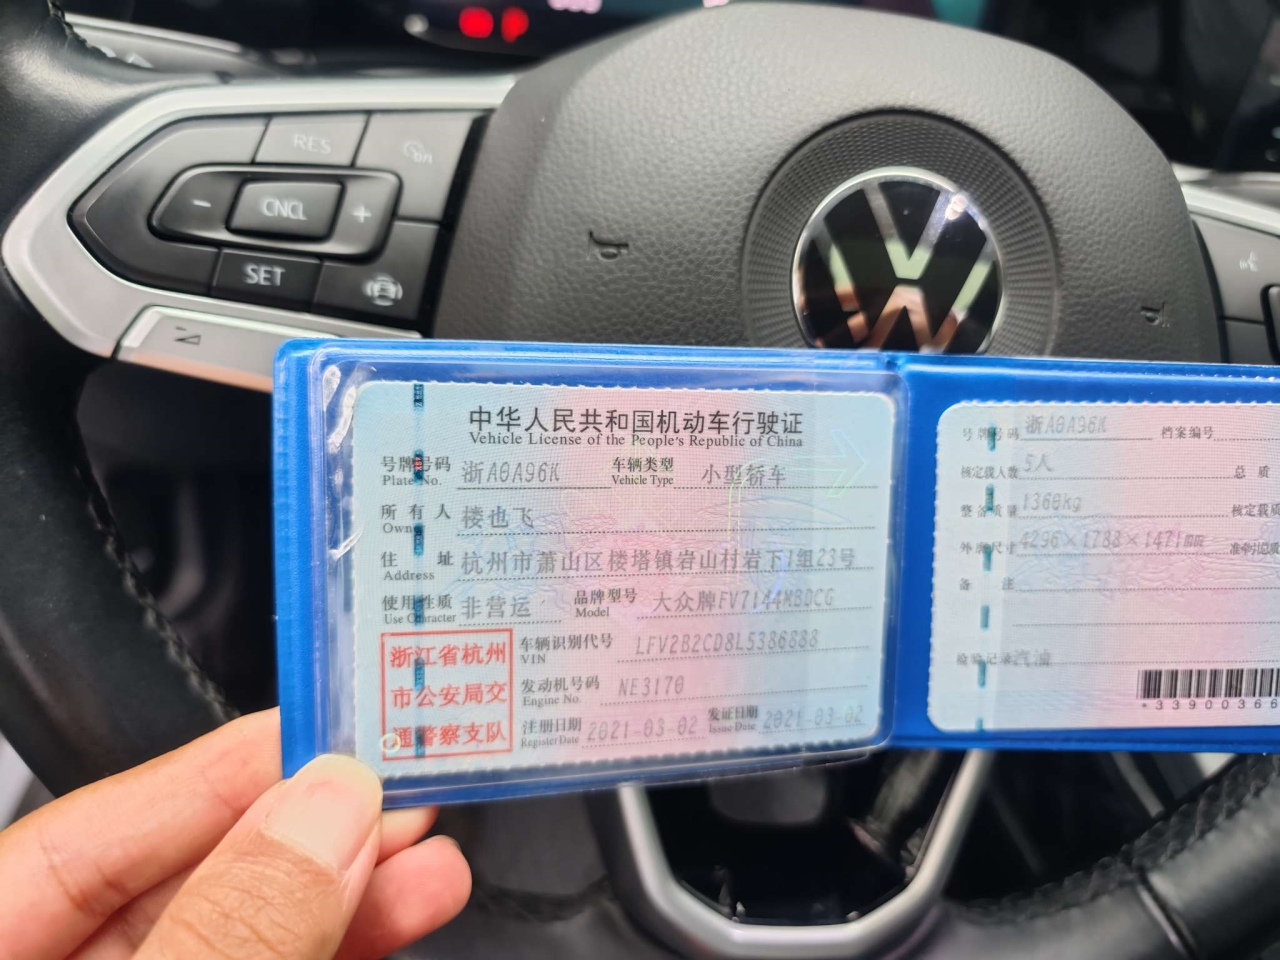 RES
CNCL
SET
中华人民共和国机动车行驶证
Vehicle License of the People's Republic of China
号牌号码 浙A0A96K 车辆类型 小型轿车
Plate No. Vehicle Type
所有人 楼也飞
Owner
住址 杭州市萧山区楼塔镇岩山村岩下1组23号
Address
使用性质 非营运 品牌型号 大众牌FV7144MBDCG
Use Character Model
浙江省杭州
市公安局交
通警察支队
车辆识别代号 LFV2B2CD8L5386888
VIN
发动机号码 NE3170
Engine No.
注册日期 2021-03-02 发证日期 2021-03-02
Register Date Issue Date
号牌号码 浙A0A96K 档案编号
核定载人数 5人 总质
整备质量 1360kg 核定载质
外廓尺寸 4296×1788×1471mm 准牵引总质
备注
检验记录 汽油
*33900366